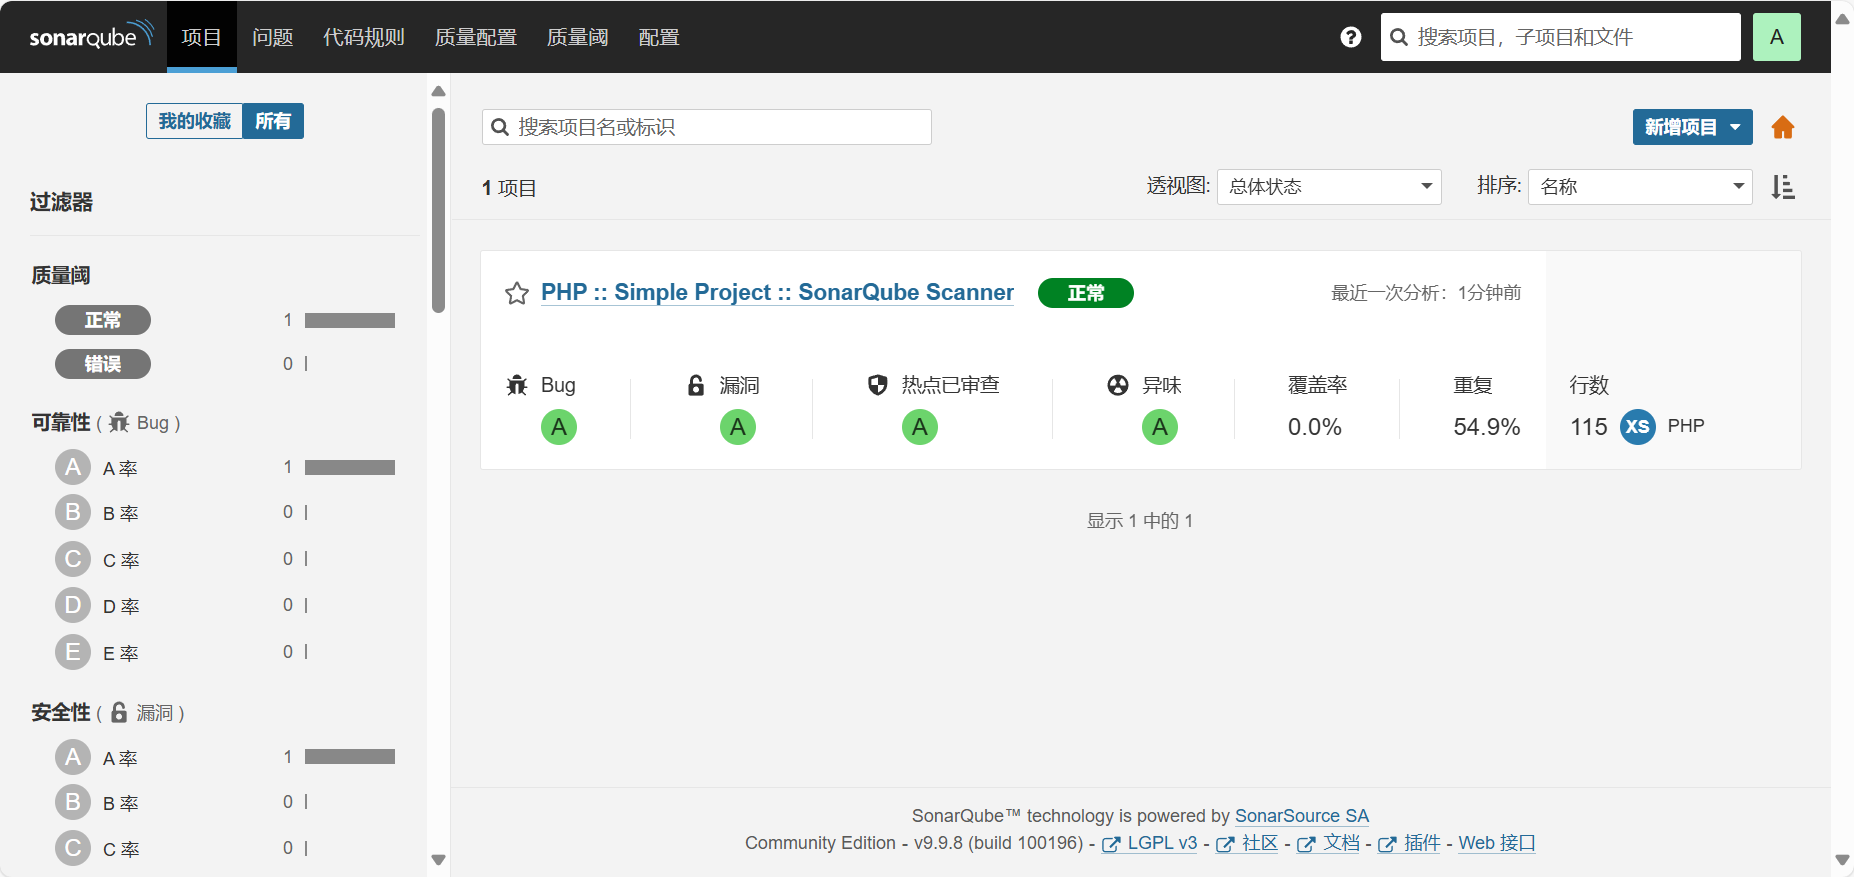 sonarqube 项目 问题 代码规则 质量配置 质量阈 配置 ? 搜索项目，子项目和文件 A
我的收藏 所有
过滤器
质量阈
正常 1
错误 0
可靠性 ( Bug )
A A 率 1
B B 率 0
C C 率 0
D D 率 0
E E 率 0
安全性 ( 漏洞 )
A A 率 1
B B 率 0
C C 率 0
搜索项目名或标识 新增项目
1 项目 透视图: 总体状态 排序: 名称
PHP :: Simple Project :: SonarQube Scanner 正常 最近一次分析：1分钟前
Bug 漏洞 热点已审查 异味 覆盖率 重复 行数
A A A A 0.0% 54.9% 115 XS PHP
显示 1 中的 1
SonarQube™ technology is powered by SonarSource SA
Community Edition - v9.9.8 (build 100196) - LGPL v3 - 社区 - 文档 - 插件 - Web 接口